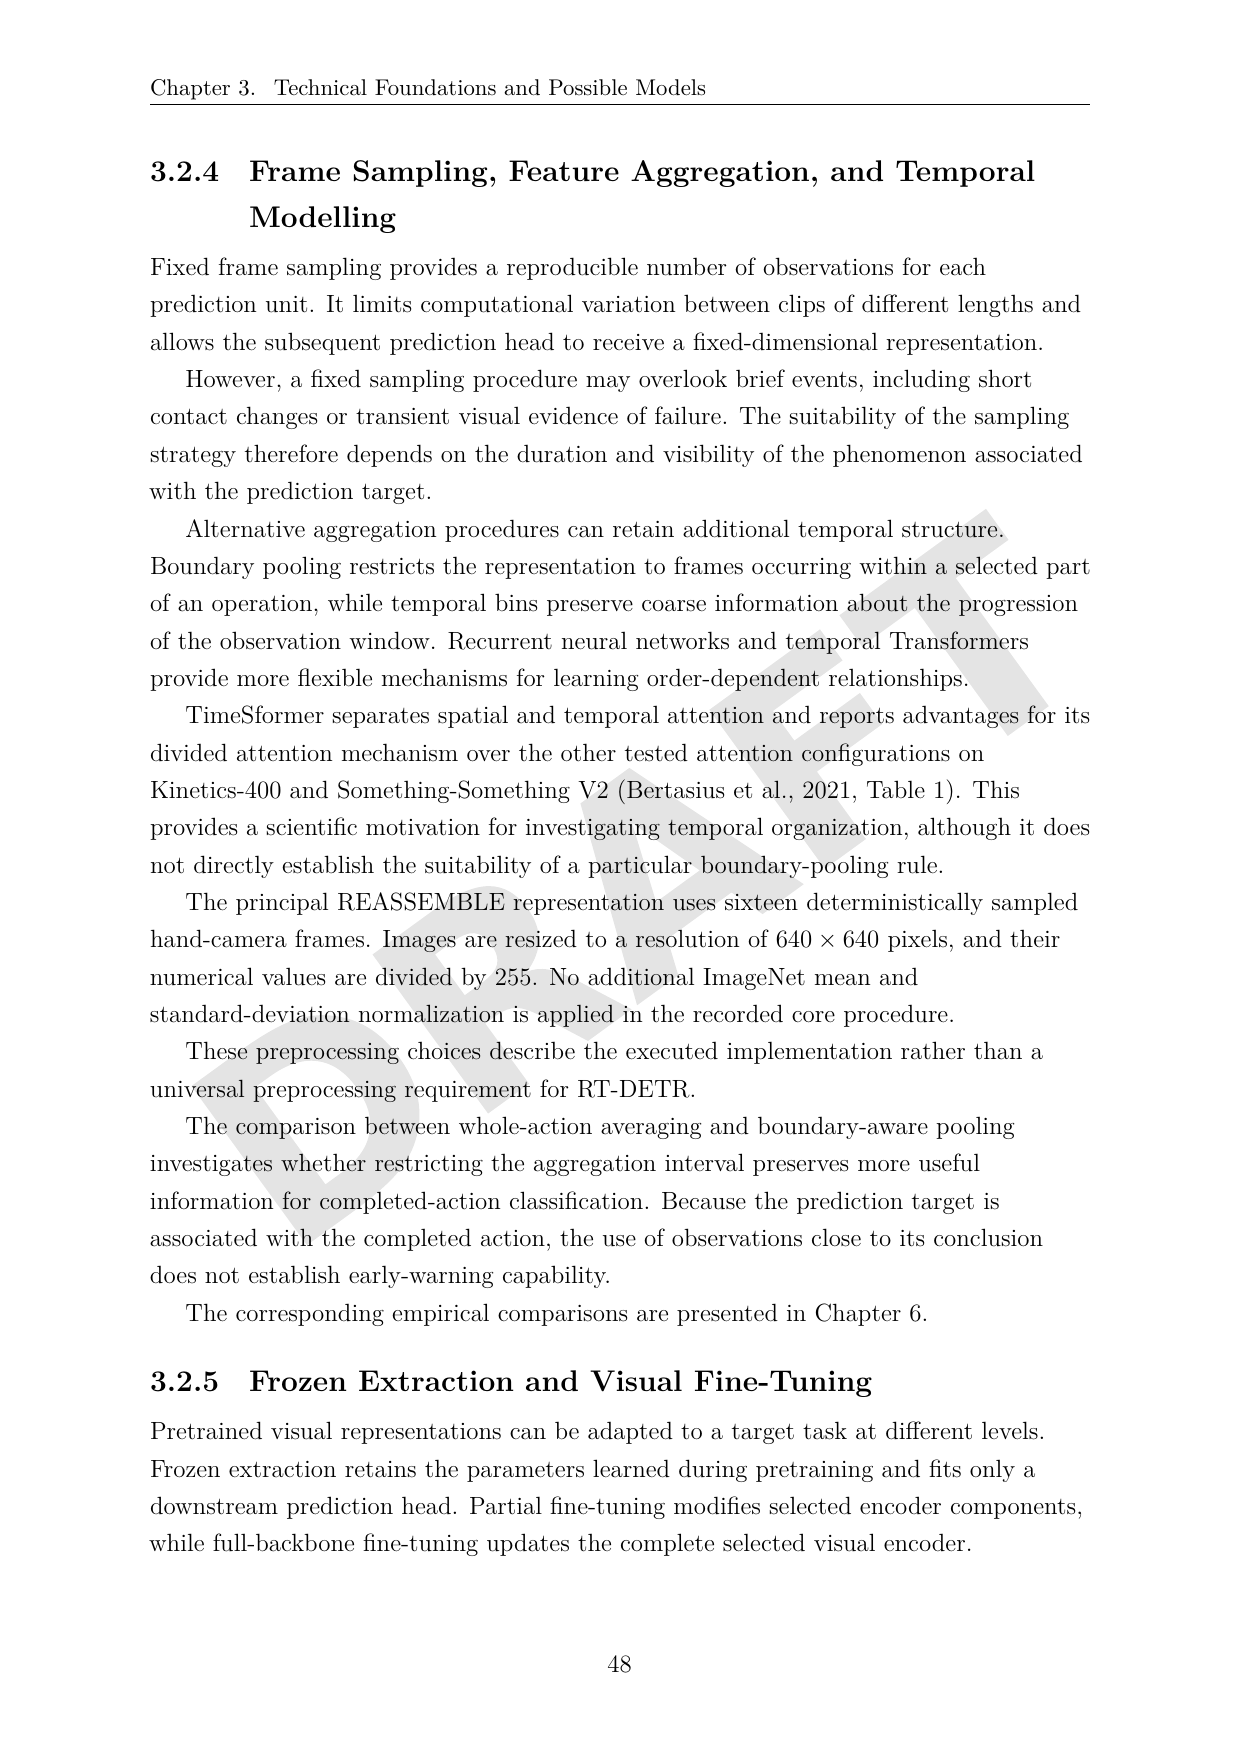 Chapter 3. Technical Foundations and Possible Models
3.2.4 Frame Sampling, Feature Aggregation, and Temporal
Modelling
Fixed frame sampling provides a reproducible number of observations for each
prediction unit. It limits computational variation between clips of different lengths and
allows the subsequent prediction head to receive a fixed-dimensional representation.
However, a fixed sampling procedure may overlook brief events, including short
contact changes or transient visual evidence of failure. The suitability of the sampling
strategy therefore depends on the duration and visibility of the phenomenon associated
with the prediction target.
Alternative aggregation procedures can retain additional temporal structure.
Boundary pooling restricts the representation to frames occurring within a selected part
of an operation, while temporal bins preserve coarse information about the progression
of the observation window. Recurrent neural networks and temporal Transformers
provide more flexible mechanisms for learning order-dependent relationships.
TimeSformer separates spatial and temporal attention and reports advantages for its
divided attention mechanism over the other tested attention configurations on
Kinetics-400 and Something-Something V2 (Bertasius et al., 2021, Table 1). This
provides a scientific motivation for investigating temporal organization, although it does
not directly establish the suitability of a particular boundary-pooling rule.
The principal REASSEMBLE representation uses sixteen deterministically sampled
hand-camera frames. Images are resized to a resolution of 640 × 640 pixels, and their
numerical values are divided by 255. No additional ImageNet mean and
standard-deviation normalization is applied in the recorded core procedure.
These preprocessing choices describe the executed implementation rather than a
universal preprocessing requirement for RT-DETR.
The comparison between whole-action averaging and boundary-aware pooling
investigates whether restricting the aggregation interval preserves more useful
information for completed-action classification. Because the prediction target is
associated with the completed action, the use of observations close to its conclusion
does not establish early-warning capability.
The corresponding empirical comparisons are presented in Chapter 6.
3.2.5 Frozen Extraction and Visual Fine-Tuning
Pretrained visual representations can be adapted to a target task at different levels.
Frozen extraction retains the parameters learned during pretraining and fits only a
downstream prediction head. Partial fine-tuning modifies selected encoder components,
while full-backbone fine-tuning updates the complete selected visual encoder.
48
DRAFT